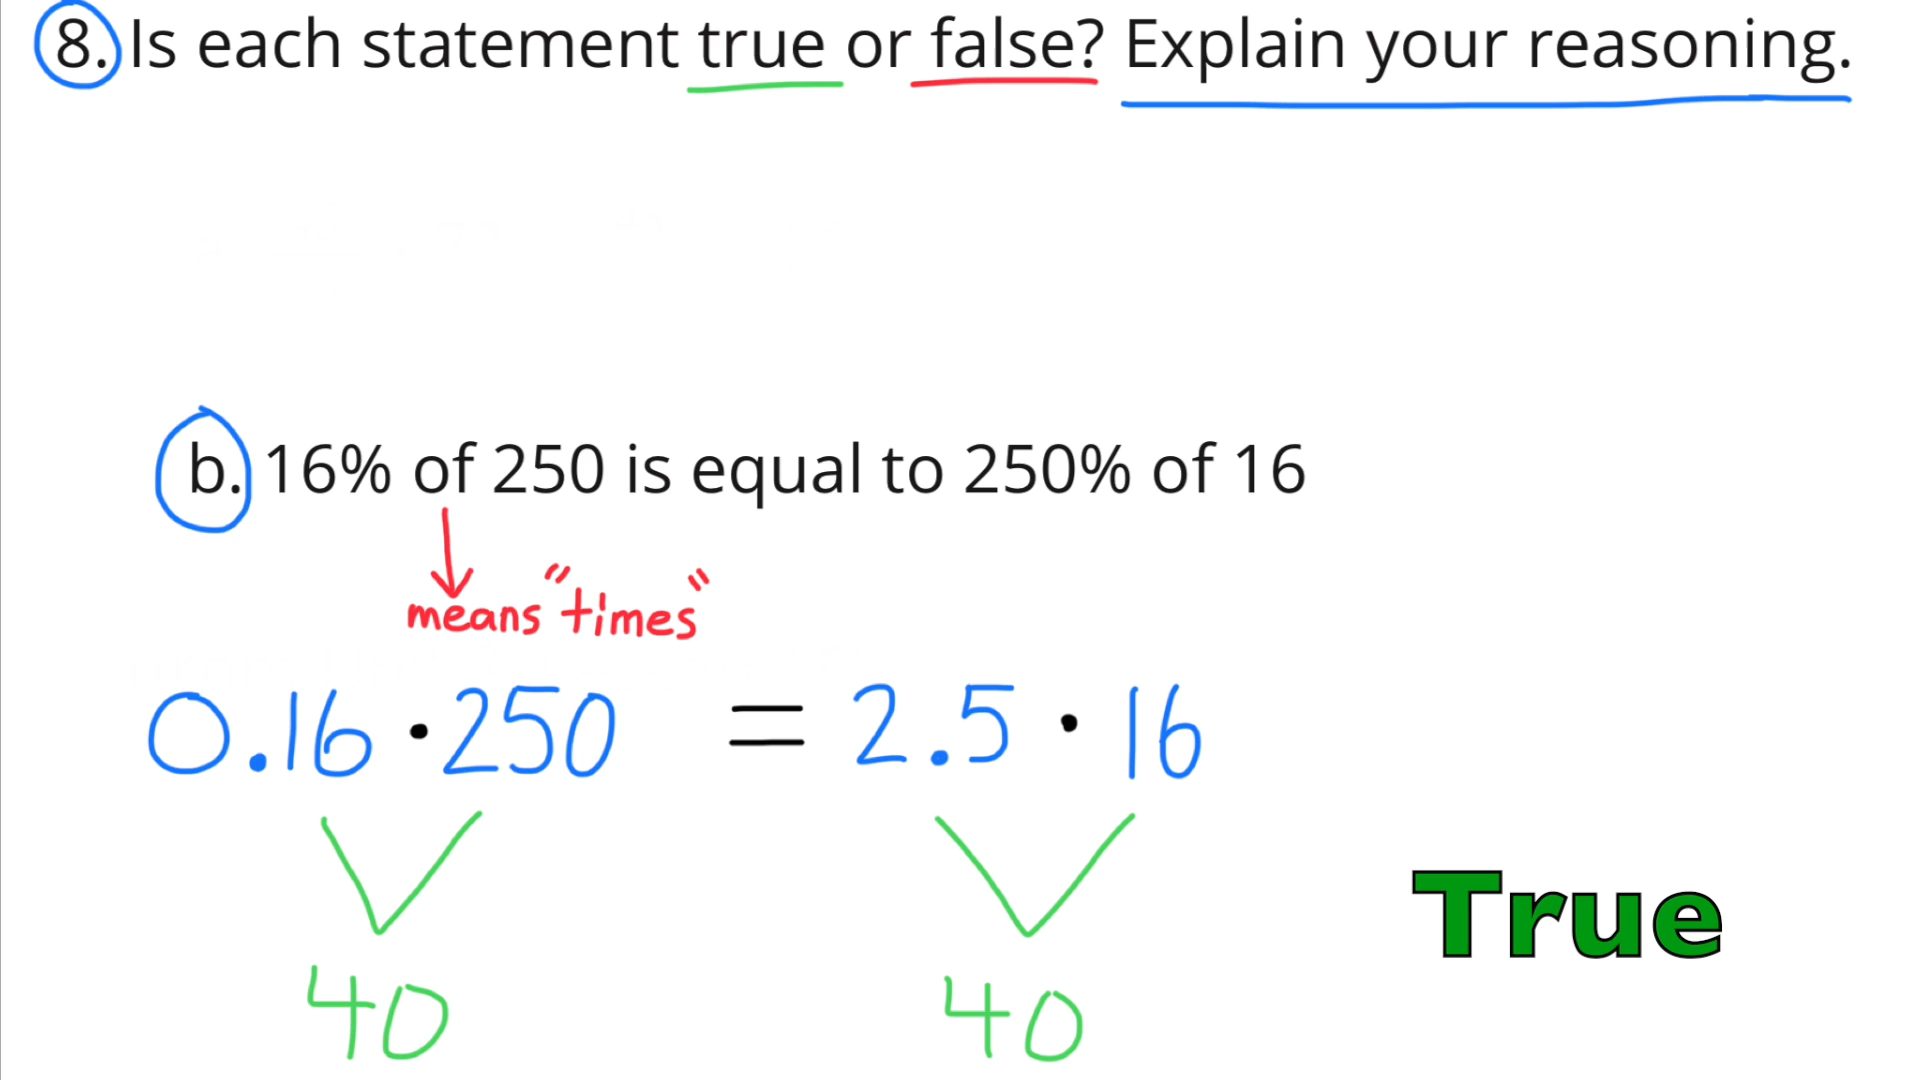 8. Is each statement true or false? Explain your reasoning.
b. 16% of 250 is equal to 250% of 16
means "times"
0.16 · 250 = 2.5 · 16
True
40 40